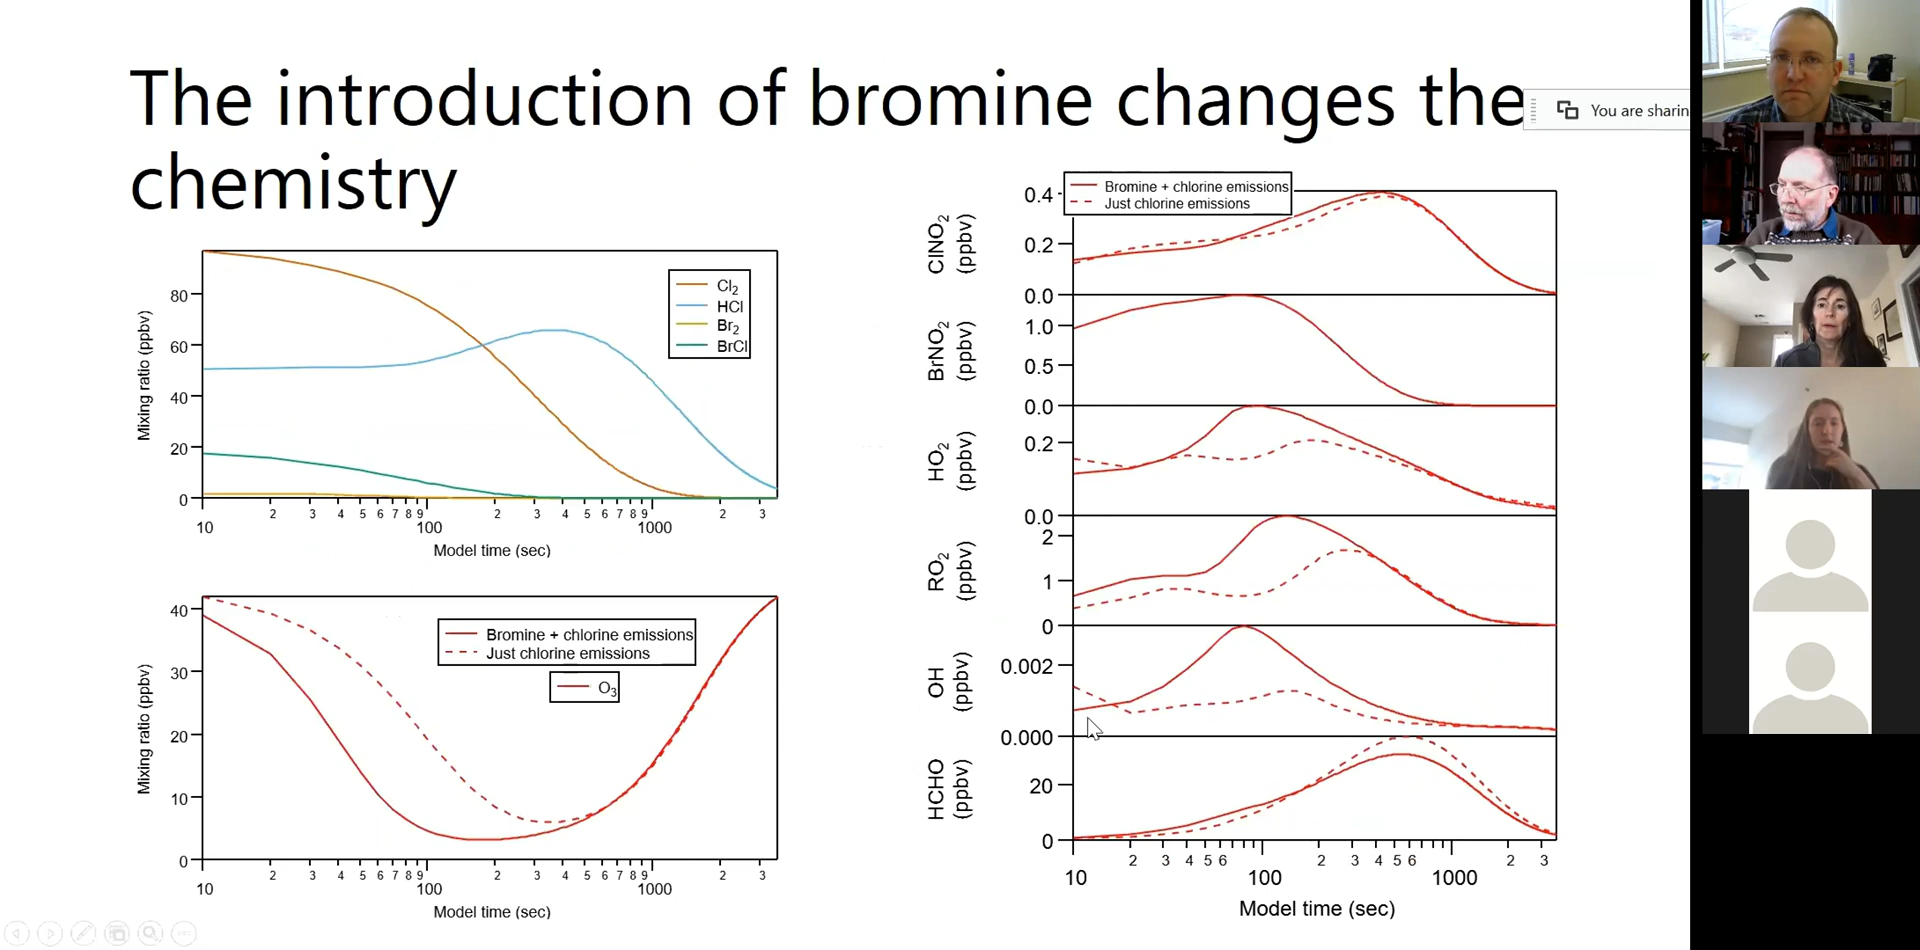 The introduction of bromine changes the
chemistry
You are sharin
Mixing ratio (ppbv)
80
60
40
20
0
Cl2
HCl
Br2
BrCl
10 2 3 4 5 6 7 8 9 100 2 3 4 5 6 7 8 9 1000 2 3
Model time (sec)
Mixing ratio (ppbv)
40
30
20
10
0
Bromine + chlorine emissions
Just chlorine emissions
O3
10 2 3 4 5 6 7 8 9 100 2 3 4 5 6 7 8 9 1000 2 3
Model time (sec)
Bromine + chlorine emissions
Just chlorine emissions
ClNO2
(ppbv)
0.4
0.2
0.0
BrNO2
(ppbv)
1.0
0.5
0.0
HO2
(ppbv)
0.2
0.0
RO2
(ppbv)
2
1
0
OH
(ppbv)
0.002
0.000
HCHO
(ppbv)
20
0
10 2 3 4 5 6 100 2 3 4 5 6 1000 2 3
Model time (sec)